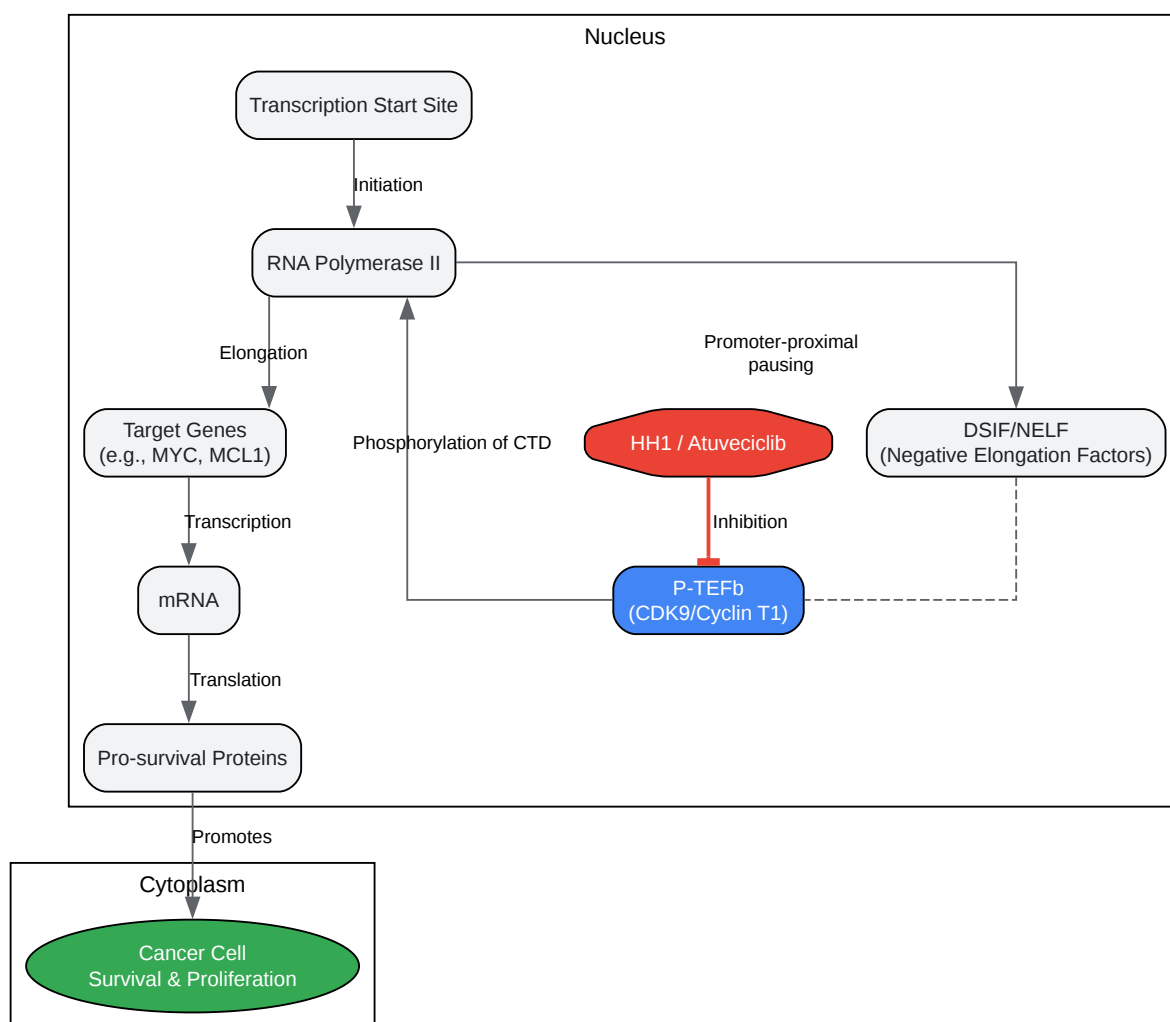 Nucleus
Transcription Start Site
Initiation
RNA Polymerase II
Elongation
Promoter-proximal
pausing
Target Genes
(e.g., MYC, MCL1)
Phosphorylation of CTD
HH1 / Atuveciclib
DSIF/NELF
(Negative Elongation Factors)
Transcription
Inhibition
mRNA
P-TEFb
(CDK9/Cyclin T1)
Translation
Pro-survival Proteins
Promotes
Cytoplasm
Cancer Cell
Survival & Proliferation